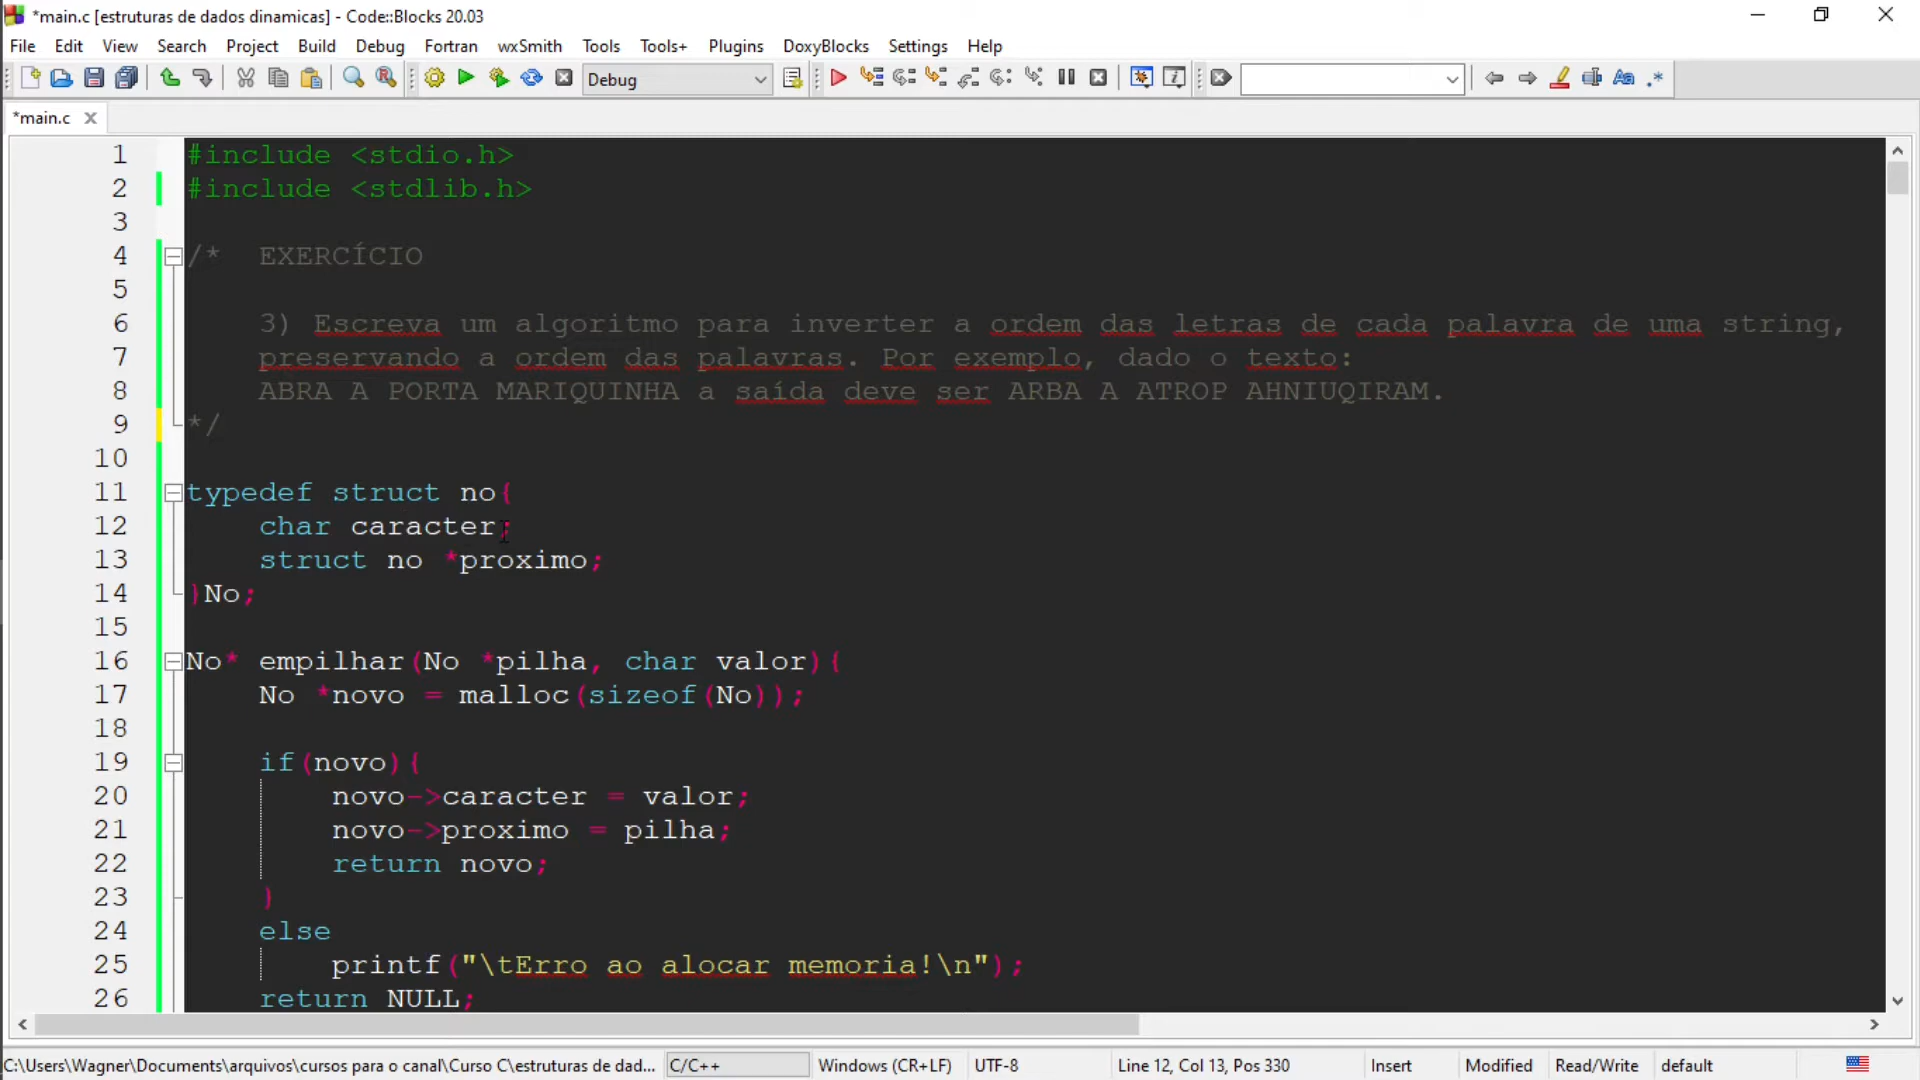 *main.c [estruturas de dados dinamicas] - Code::Blocks 20.03
File Edit View Search Project Build Debug Fortran wxSmith Tools Tools+ Plugins DoxyBlocks Settings Help
Debug
*main.c
1 #include <stdio.h>
2 #include <stdlib.h>
3
4 /* EXERCÍCIO
5
6 3) Escreva um algoritmo para inverter a ordem das letras de cada palavra de uma string,
7 preservando a ordem das palavras. Por exemplo, dado o texto:
8 ABRA A PORTA MARIQUINHA a saída deve ser ARBA A ATROP AHNIUQIRAM.
9 */
10
11 typedef struct no{
12 char caracter;
13 struct no *proximo;
14 }No;
15
16 No* empilhar(No *pilha, char valor){
17 No *novo = malloc(sizeof(No));
18
19 if(novo){
20 novo->caracter = valor;
21 novo->proximo = pilha;
22 return novo;
23 }
24 else
25 printf("\tErro ao alocar memoria!\n");
26 return NULL;
C:\Users\Wagner\Documents\arquivos\cursos para o canal\Curso C\estruturas de dad... C/C++ Windows (CR+LF) UTF-8 Line 12, Col 13, Pos 330 Insert Modified Read/Write default